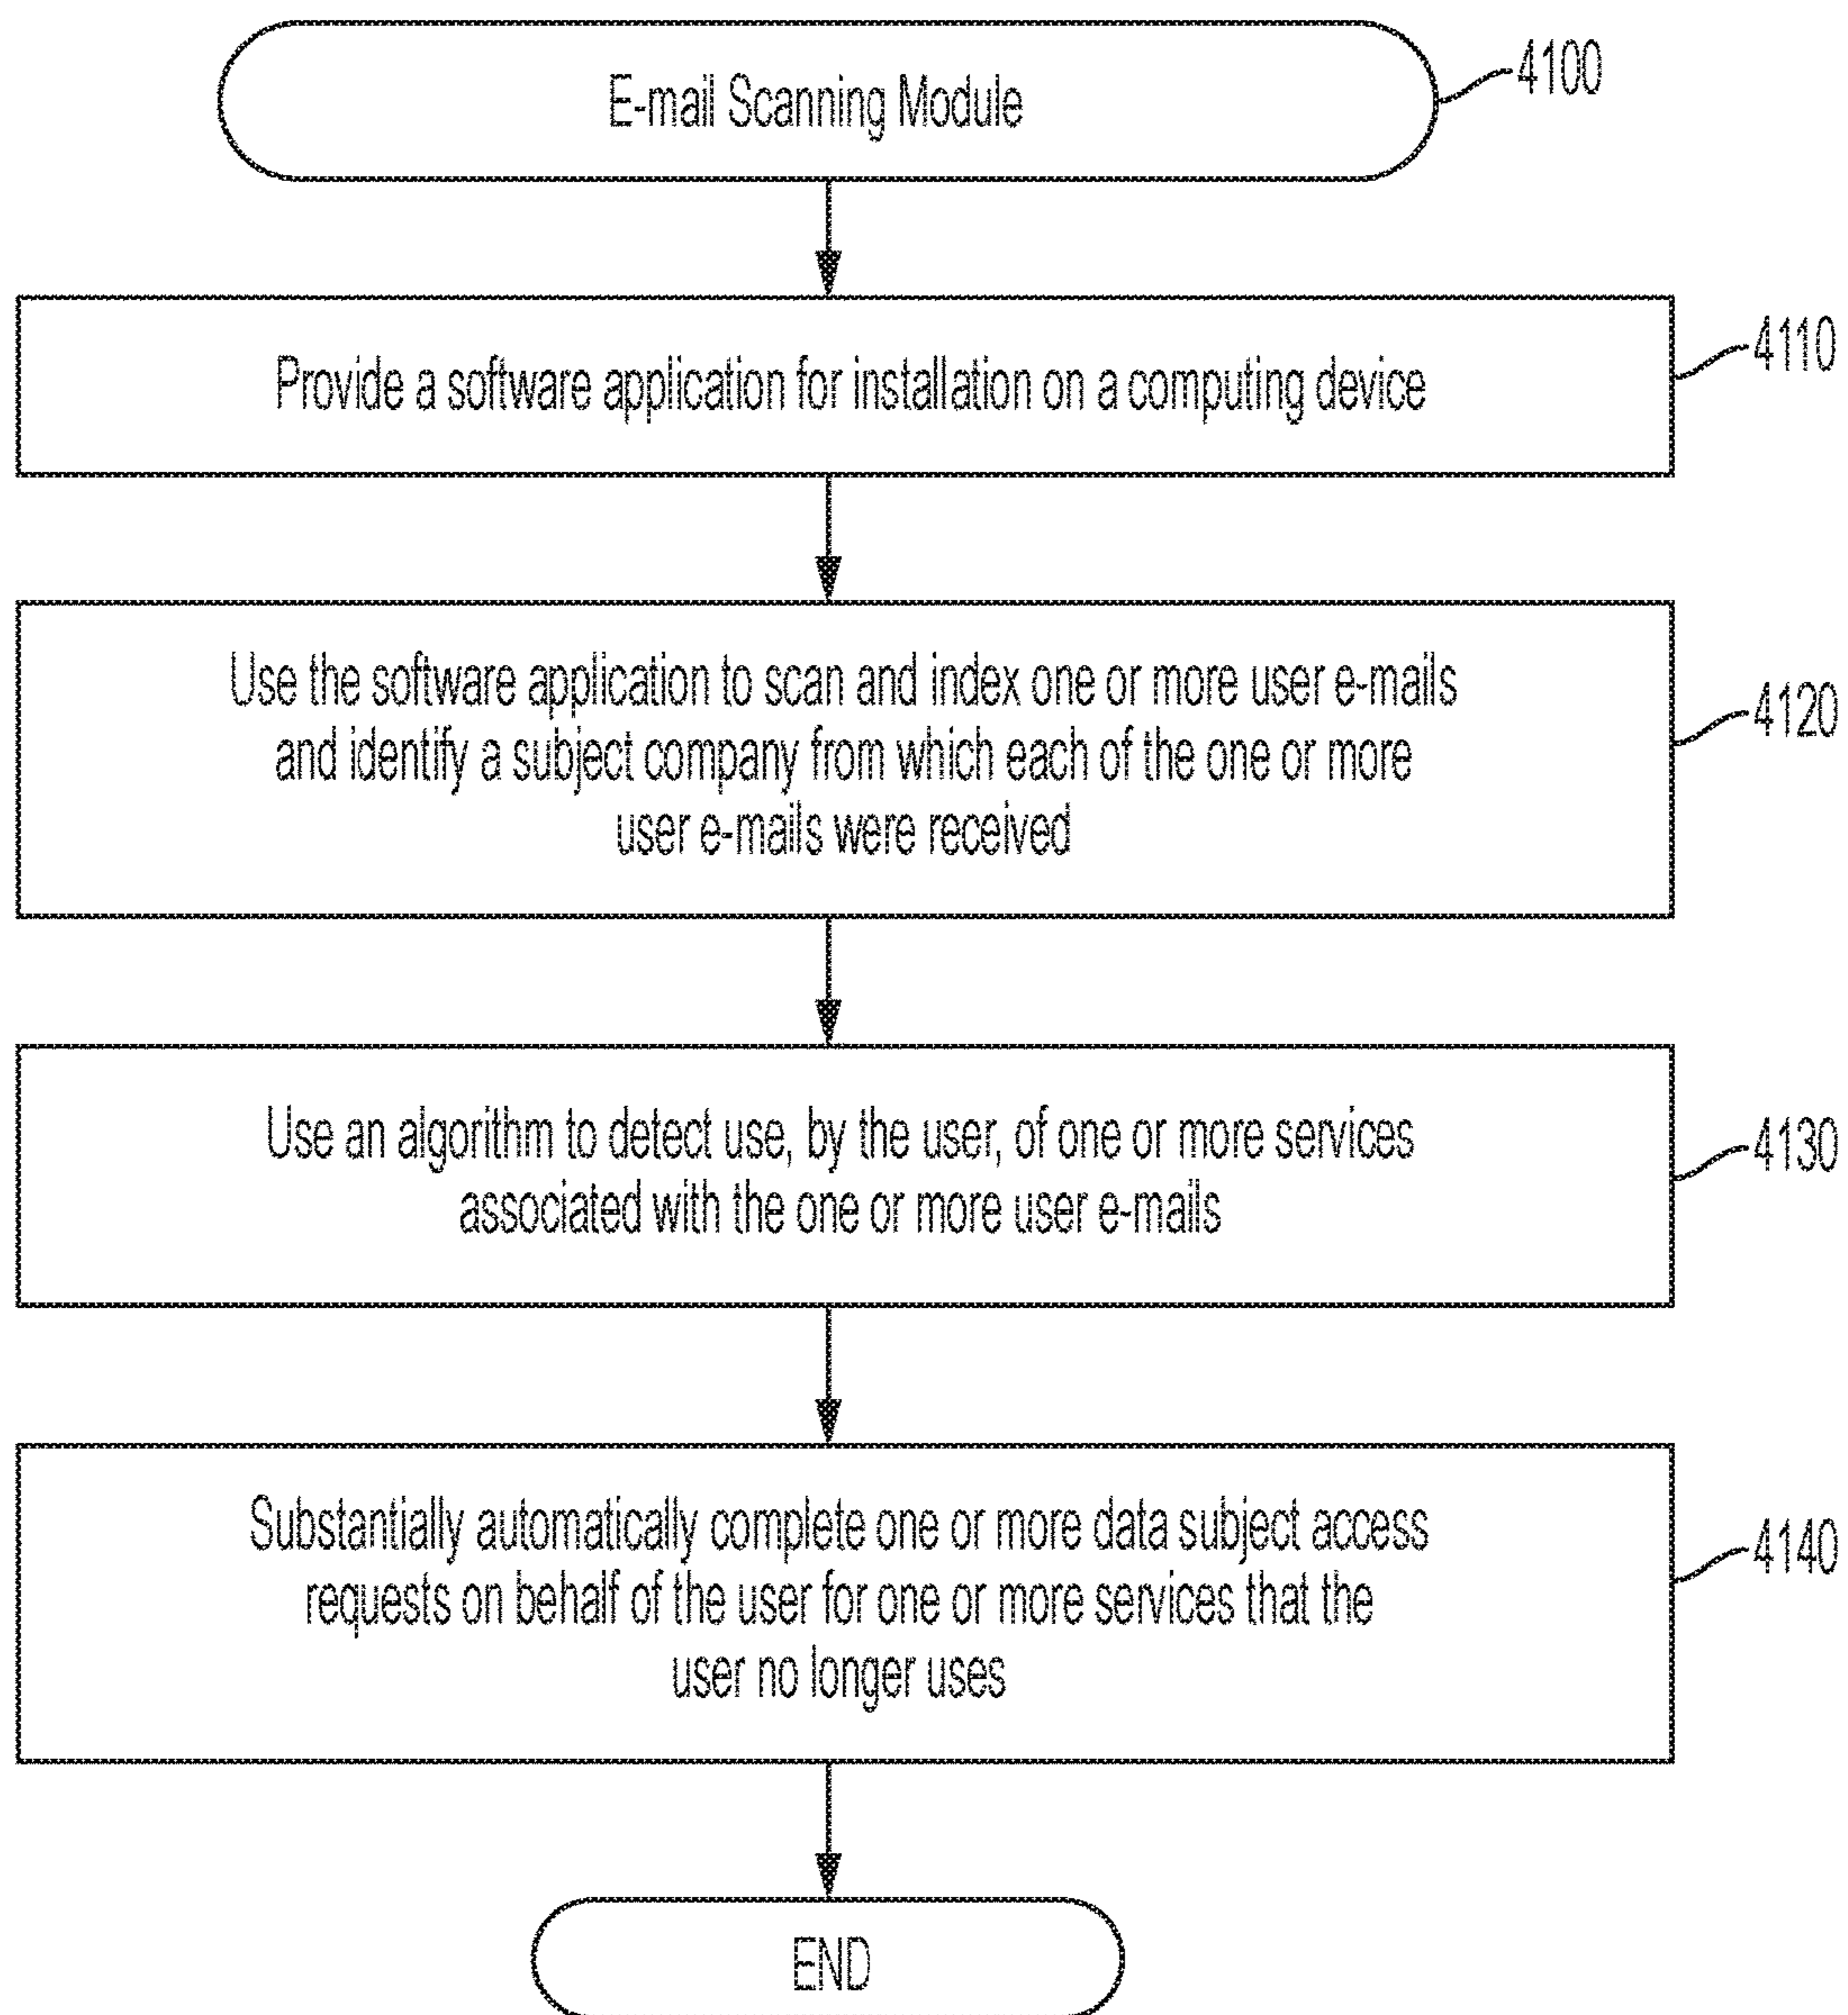 E-mail Scanning Module
4100
Provide a software application for installation on a computing device
4110
Use the software application to scan and index one or more user e-mails
and identify a subject company from which each of the one or more
user e-mails were received
4120
Use an algorithm to detect use, by the user, of one or more services
associated with the one or more user e-mails
4130
Substantially automatically complete one or more data subject access
requests on behalf of the user for one or more services that the
user no longer uses
4140
END